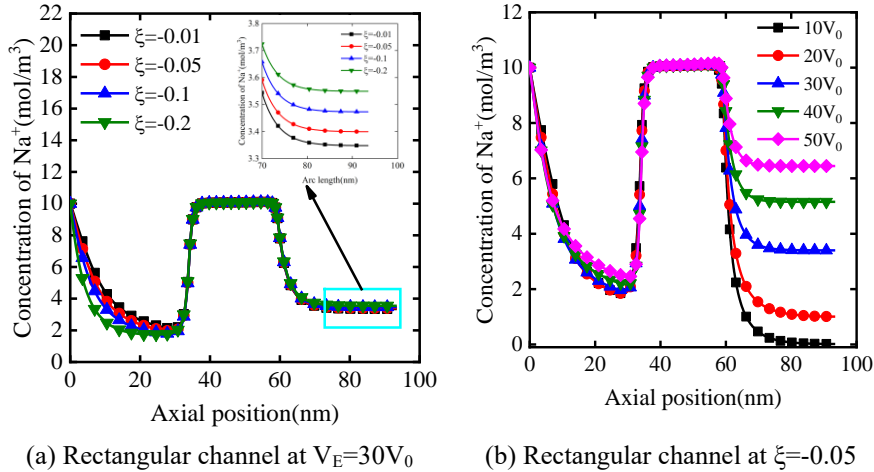 Concentration of Na⁺(mol/m³)
22
20
18
16
14
12
10
8
6
4
2
0
ξ=-0.01
ξ=-0.05
ξ=-0.1
ξ=-0.2
Concentration of Na⁺(mol/m³)
3.8
3.7
3.6
3.5
3.4
3.3
ξ=-0.01
ξ=-0.05
ξ=-0.1
ξ=-0.2
70 80 90 100
Arc length(nm)
0 20 40 60 80 100
Axial position(nm)
(a) Rectangular channel at V_E=30V₀
Concentration of Na⁺(mol/m³)
12
10
8
6
4
2
0
(b)
10V₀
20V₀
30V₀
40V₀
50V₀
0 20 40 60 80 100
Axial position(nm)
(b) Rectangular channel at ξ=-0.05